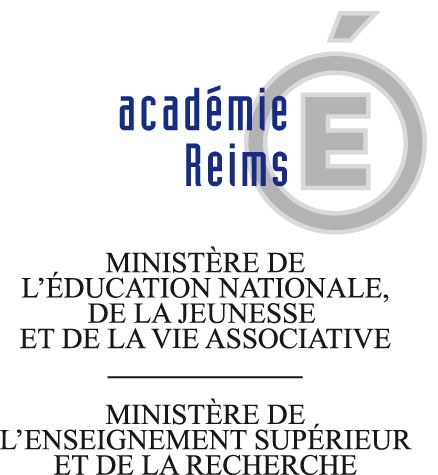 académie
Reims
É
MINISTÈRE DE
L'ÉDUCATION NATIONALE,
DE LA JEUNESSE
ET DE LA VIE ASSOCIATIVE
MINISTÈRE DE
L'ENSEIGNEMENT SUPÉRIEUR
ET DE LA RECHERCHE